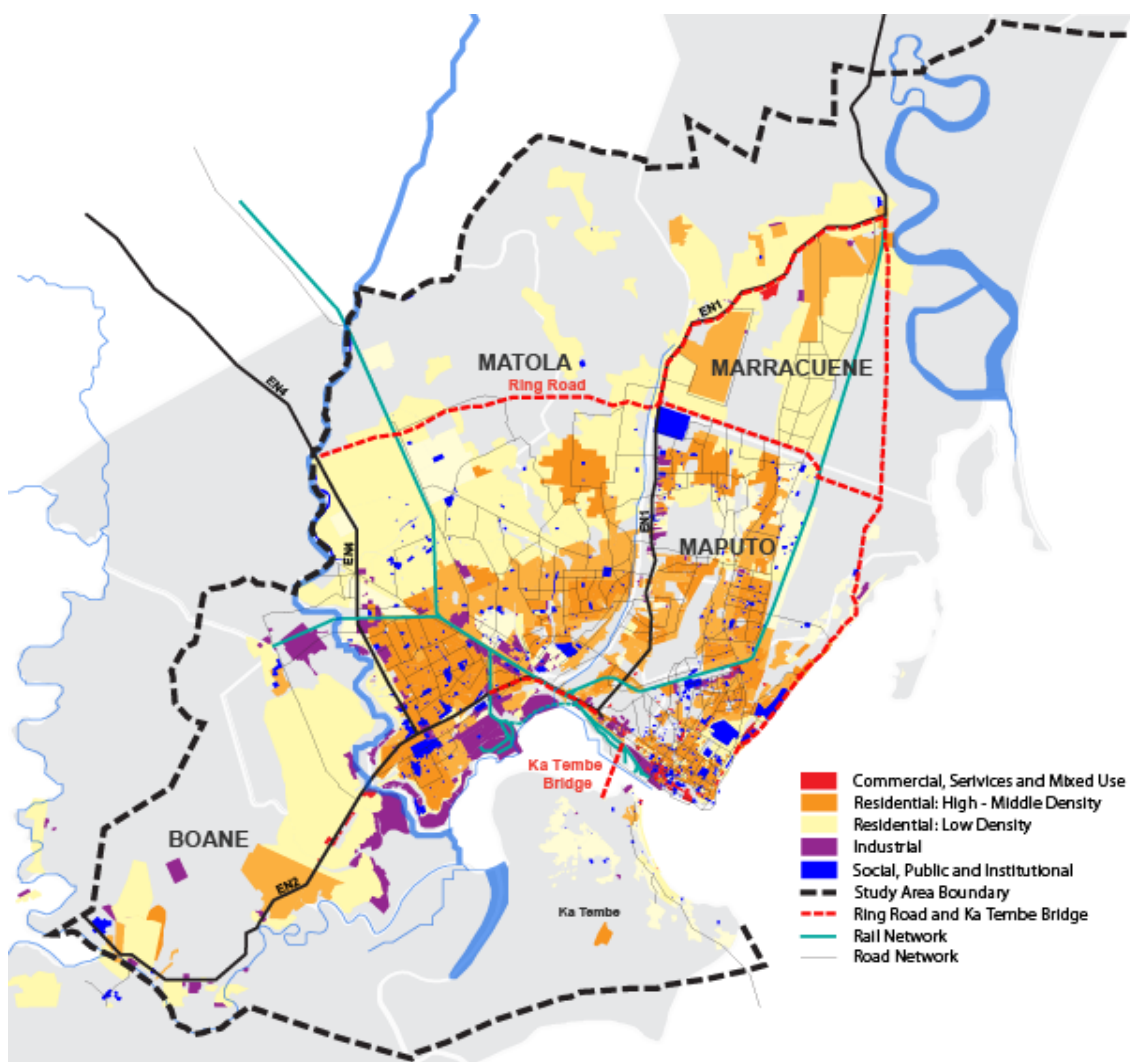 EN1
MATOLA
MARRACUENE
Ring Road
EN4
EN1
MAPUTO
EN4
Ka Tembe
Bridge
BOANE
EN2
Ka Tembe
Commercial, Serivices and Mixed Use
Residential: High - Middle Density
Residential: Low Density
Industrial
Social, Public and Institutional
Study Area Boundary
Ring Road and Ka Tembe Bridge
Rail Network
Road Network